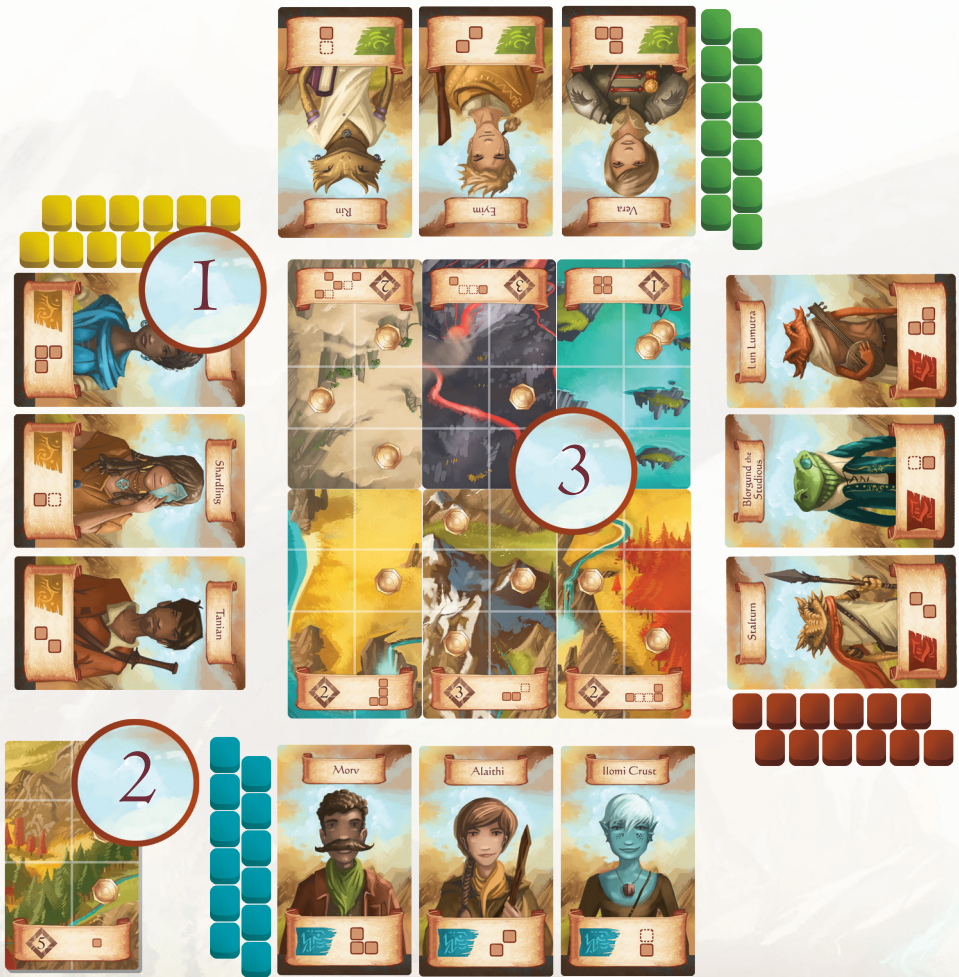 Rin
Eyim
Vera
1
2
3
1
Shardling
Tanian
Lun Lumutra
Blorgund the
Studious
Stalturn
3
2
3
2
2
5
Morv
Alaithi
Ilomi Crust